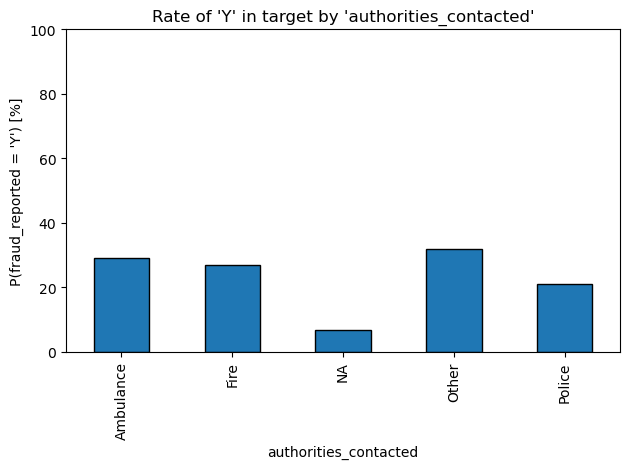 Rate of 'Y' in target by 'authorities_contacted'
P(fraud_reported = 'Y') [%]
100
80
60
40
20
0
Ambulance
Fire
NA
Other
Police
authorities_contacted